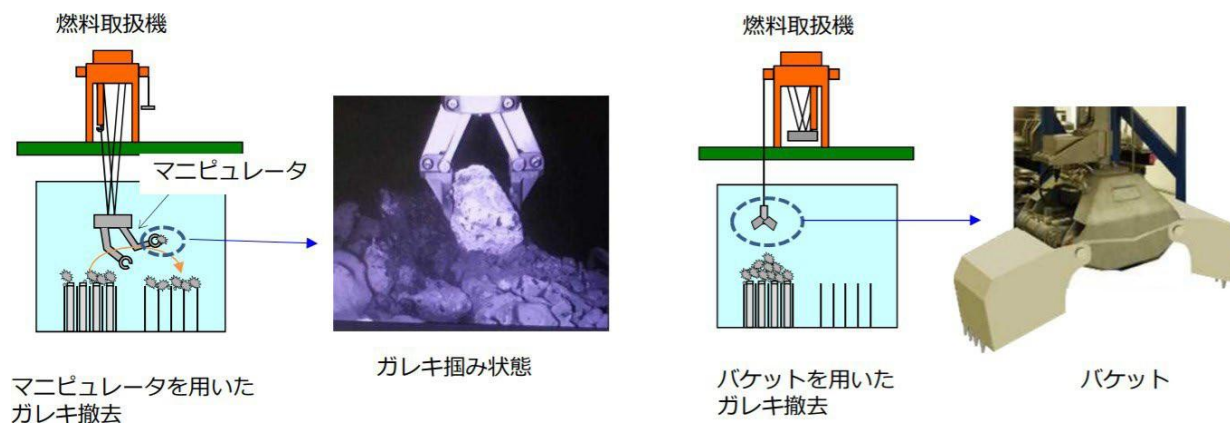 燃料取扱機
マニピュレータ
ガレキ掴み状態
マニピュレータを用いた
ガレキ撤去
燃料取扱機
バケットを用いた
ガレキ撤去
バケット